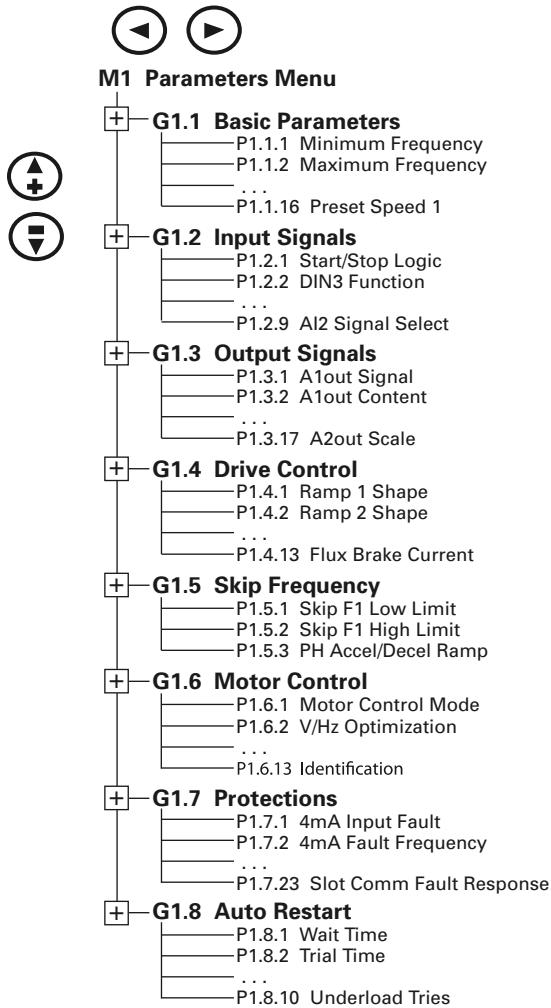 M1 Parameters Menu
G1.1 Basic Parameters
P1.1.1 Minimum Frequency
P1.1.2 Maximum Frequency
. . .
P1.1.16 Preset Speed 1
G1.2 Input Signals
P1.2.1 Start/Stop Logic
P1.2.2 DIN3 Function
. . .
P1.2.9 AI2 Signal Select
G1.3 Output Signals
P1.3.1 A1out Signal
P1.3.2 A1out Content
. . .
P1.3.17 A2out Scale
G1.4 Drive Control
P1.4.1 Ramp 1 Shape
P1.4.2 Ramp 2 Shape
. . .
P1.4.13 Flux Brake Current
G1.5 Skip Frequency
P1.5.1 Skip F1 Low Limit
P1.5.2 Skip F1 High Limit
P1.5.3 PH Accel/Decel Ramp
G1.6 Motor Control
P1.6.1 Motor Control Mode
P1.6.2 V/Hz Optimization
. . .
P1.6.13 Identification
G1.7 Protections
P1.7.1 4mA Input Fault
P1.7.2 4mA Fault Frequency
. . .
P1.7.23 Slot Comm Fault Response
G1.8 Auto Restart
P1.8.1 Wait Time
P1.8.2 Trial Time
. . .
P1.8.10 Underload Tries